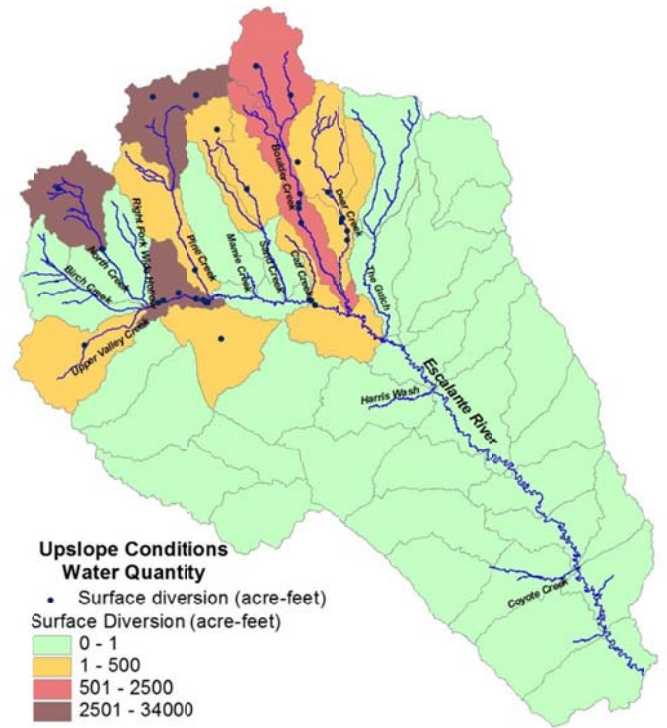 Boulder Creek
Deer Creek
Right Fork Wide Hollow
Pine Creek
North Creek
Birch Creek
Mamie Creek
Sand Creek
Calf Creek
The Gulch
Upper Valley Creek
Escalante River
Harris Wash
Coyote Creek
Upslope Conditions
Water Quantity
Surface diversion (acre-feet)
Surface Diversion (acre-feet)
0 - 1
1 - 500
501 - 2500
2501 - 34000